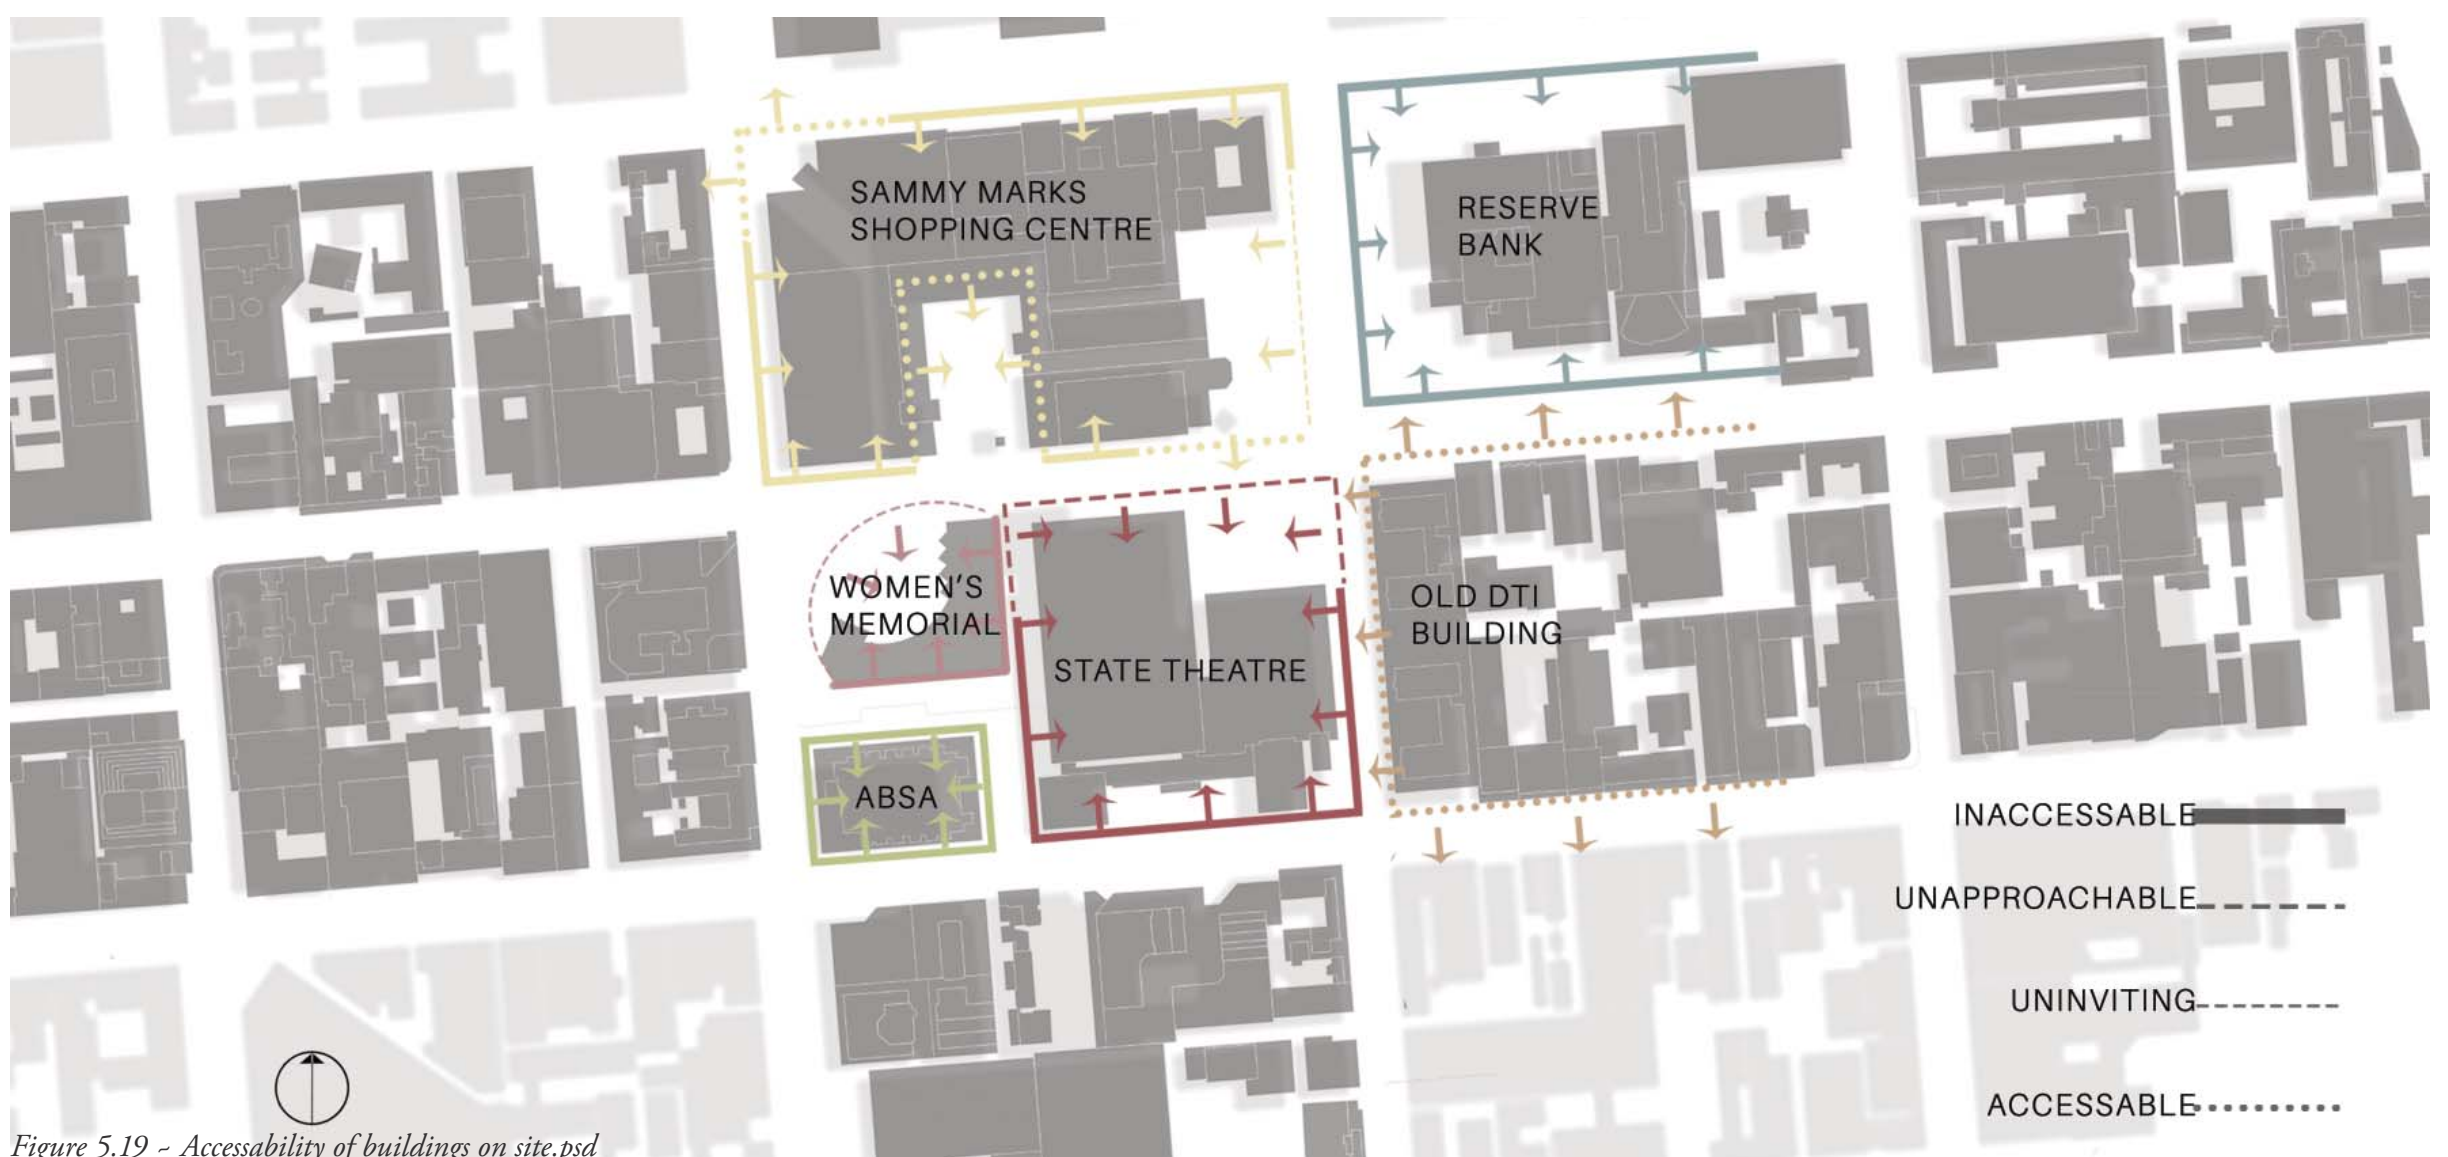 SAMMY MARKS
SHOPPING CENTRE
RESERVE
BANK
WOMEN'S
MEMORIAL
STATE THEATRE
OLD DTI
BUILDING
ABSA
INACCESSABLE
UNAPPROACHABLE
UNINVITING
ACCESSABLE
Figure 5.19 ~ Accessability of buildings on site.psd